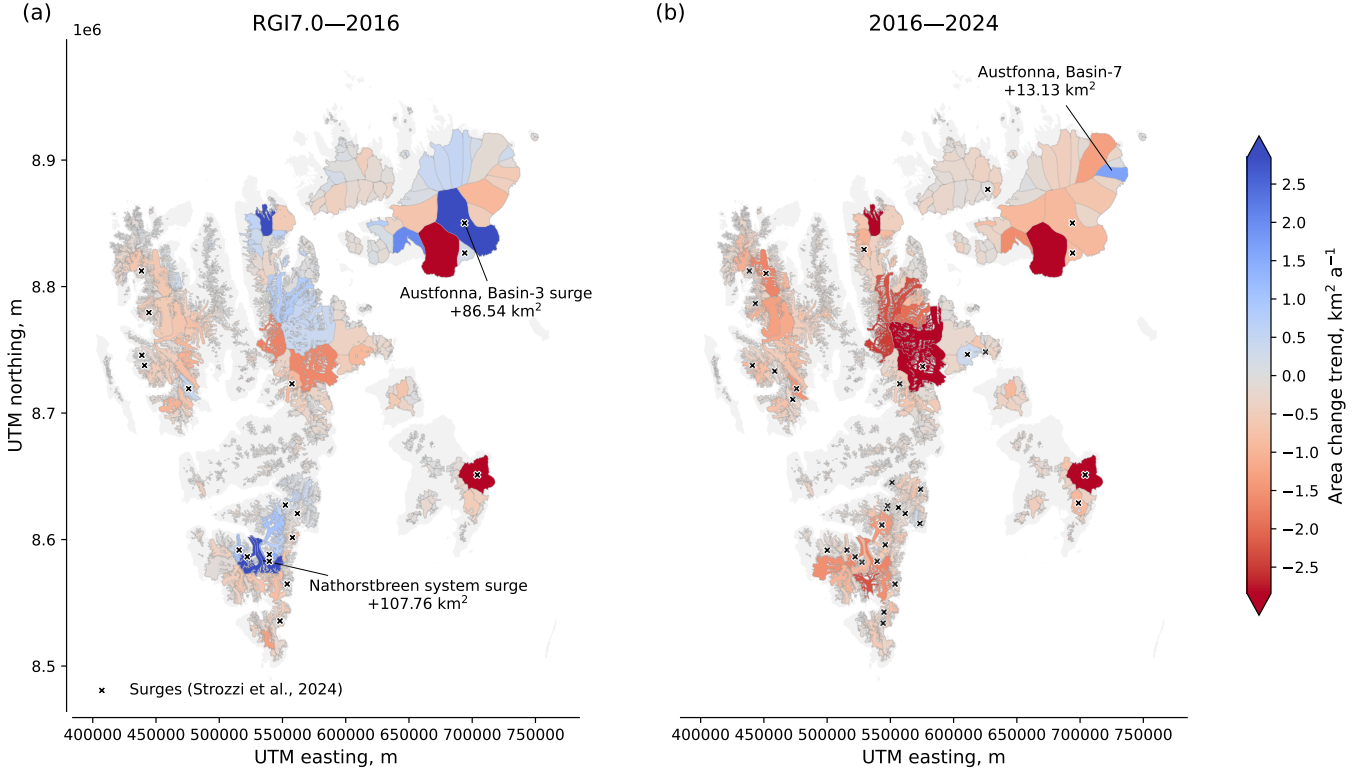 (a)
RGI7.0—2016
1e6
8.9
8.8
8.7
8.6
8.5
UTM northing, m
Austfonna, Basin-3 surge
+86.54 km²
Nathorstbreen system surge
+107.76 km²
Surges (Strozzi et al., 2024)
400000 450000 500000 550000 600000 650000 700000 750000
UTM easting, m
(b)
2016—2024
Austfonna, Basin-7
+13.13 km²
400000 450000 500000 550000 600000 650000 700000 750000
UTM easting, m
2.5
2.0
1.5
1.0
0.5
0.0
−0.5
−1.0
−1.5
−2.0
−2.5
Area change trend, km² a⁻¹